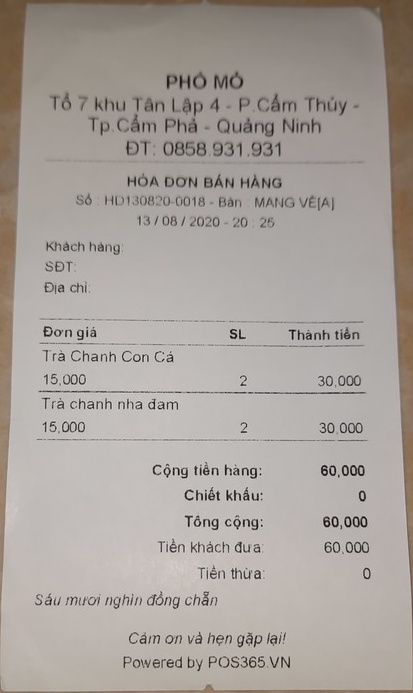 PHỐ MỎ
Tổ 7 khu Tân Lập 4 - P.Cẩm Thủy -
Tp.Cẩm Phả - Quảng Ninh
ĐT: 0858.931.931
HÓA ĐƠN BÁN HÀNG
Số : HD130820-0018 - Bàn : MANG VỀ[A]
13 / 08 / 2020 - 20 : 25
Khách hàng:
SĐT:
Địa chỉ:
Đơn giá SL Thành tiền
Trà Chanh Con Cá
15,000 2 30,000
Trà chanh nha đam
15,000 2 30,000
Cộng tiền hàng: 60,000
Chiết khấu: 0
Tổng cộng: 60,000
Tiền khách đưa: 60,000
Tiền thừa: 0
Sáu mươi nghìn đồng chẵn
Cảm ơn và hẹn gặp lại!
Powered by POS365.VN